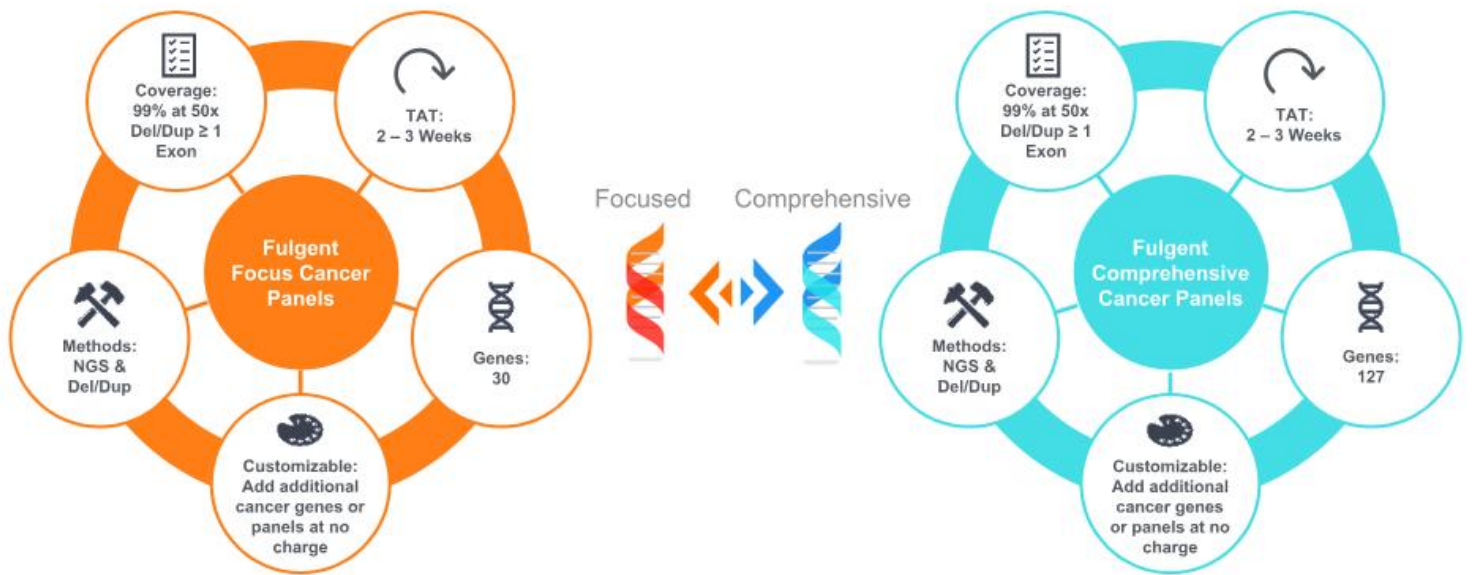 Coverage:
99% at 50x
Del/Dup ≥ 1
Exon
TAT:
2 – 3 Weeks
Fulgent
Focus Cancer
Panels
Methods:
NGS &
Del/Dup
Genes:
30
Customizable:
Add additional
cancer genes or
panels at no
charge
Focused
Comprehensive
Coverage:
99% at 50x
Del/Dup ≥ 1
Exon
TAT:
2 – 3 Weeks
Fulgent
Comprehensive
Cancer Panels
Methods:
NGS &
Del/Dup
Genes:
127
Customizable:
Add additional
cancer genes
or panels at no
charge